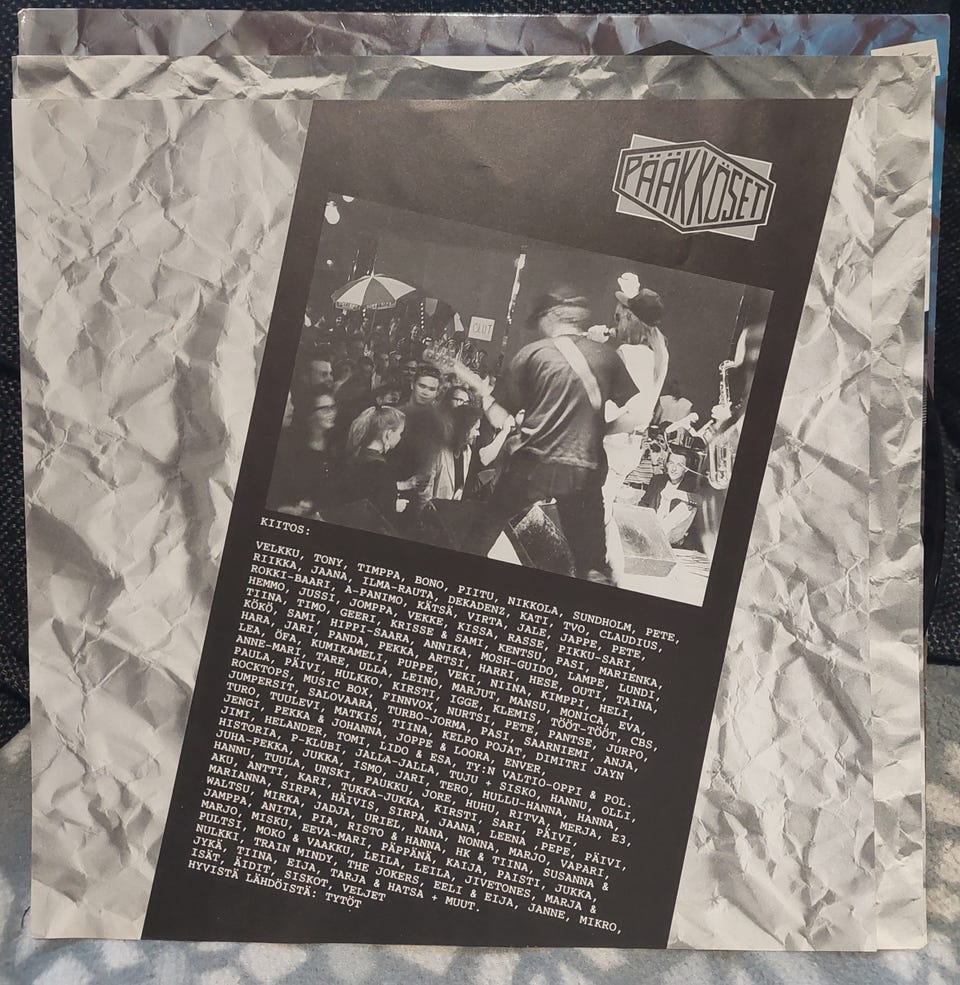 PÄÄKKÖSET
OLUT
KIITOS:
VELKKU, TONY, TIMPPA, BONO, PIITU, NIKKOLA, SUNDHOLM, PETE,
RIIKKA, JAANA, ILMA-RAUTA, DEKADENZ, KATI, TVO, CLAUDIUS,
ROKKI-BAARI, A-PANIMO, KÄTSÄ, VIRTA, JALE, JAPPE, PETE,
HEMMO, JUSSI, JOMPPA, VEKKE, KISSA, RASSE, PIKKU-SARI,
TIINA, TIMO, GEERI, KRISSE & SAMI, KENTSU, PASI, MARIENKA,
KÖKÖ, SAMI, HIPPI-SAARA, ANNIKA, MOSH-GUIDO, LAMPE, LUNDI,
HARA, JARI, PANDA, PEKKA, ARTSI, HARRI, HESE, OUTI, TAINA,
LEA, ÖFA, KUMIKAMELI, PUPPE, VEKI, MIINA, KIMPPI, HELI,
ANNE-MARI, TARE, ULLA, LEINO, MARJUT, MANSU, MONICA, EVA,
PAULA, PÄIVI, HULKKO, KIRSTI, IGGE, KLEMIS, TÖÖT-TÖÖT, CBS,
ROCKTOPS, MUSIC BOX, FINNVOX, NURTSI, PETE, PANTSE, JURPO,
JUMPERSIT, SALOVAARA, TURBO-JORMA, PASI, SAARNIEMI, ANJA,
TURO, TUULEVI, MATKIS, TIINA, KELPO POJAT, DIMITRI JAYN
JENGI, PEKKA & JOHANNA, JOPPE & LOORA, ENVER,
JIMI, HELANDER, TOMI, LIDO & ESA, TY:N VALTIO-OPPI & POL.
HISTORIA, P-KLUBI, JALLA-JALLA, TUJU + SISKO, HANNU, OLLI,
JUHA-PEKKA, JUKKA, ISMO, JARI, TERO, HULLU-HANNA, HANNA,
HANNU, TUULA, UNSKI, PAUKKU, JORE, HUHU, RITVA, MERJA, E3,
AKU, ANTTI, KARI, TUKKA-JUKKA, KIRSTI, SARI, PÄIVI,
MARIANNA, SIRPA, HÄIVIS, SIRPA, JAANA, LEENA ,PEPE, PÄIVI,
WALTSU, MIRKA, JADJA, URIEL, NANA, NONNA, MARJO, VAPARI,
JAMPPA, ANITA, PIA, RISTO & HANNA, HK & TIINA, SUSANNA &
MARJO, MISKU, EEVA-MARI, PÄPPÄNÄ, KAIJA, PAISTI, JUKKA,
PULTSI, MOKO & VAAKKU, LEILA, LEILA, JIVETONES, MARJA &
NULKKI, TRAIN MINDY, THE JOKERS, EELI & EIJA, JANNE, MIKRO,
JYKÄ, TIINA, EIJA, TARJA & HATSA + MUUT.
ISÄT, ÄIDIT, SISKOT, VELJET
HYVISTÄ LÄHDÖISTÄ: TYTÖT